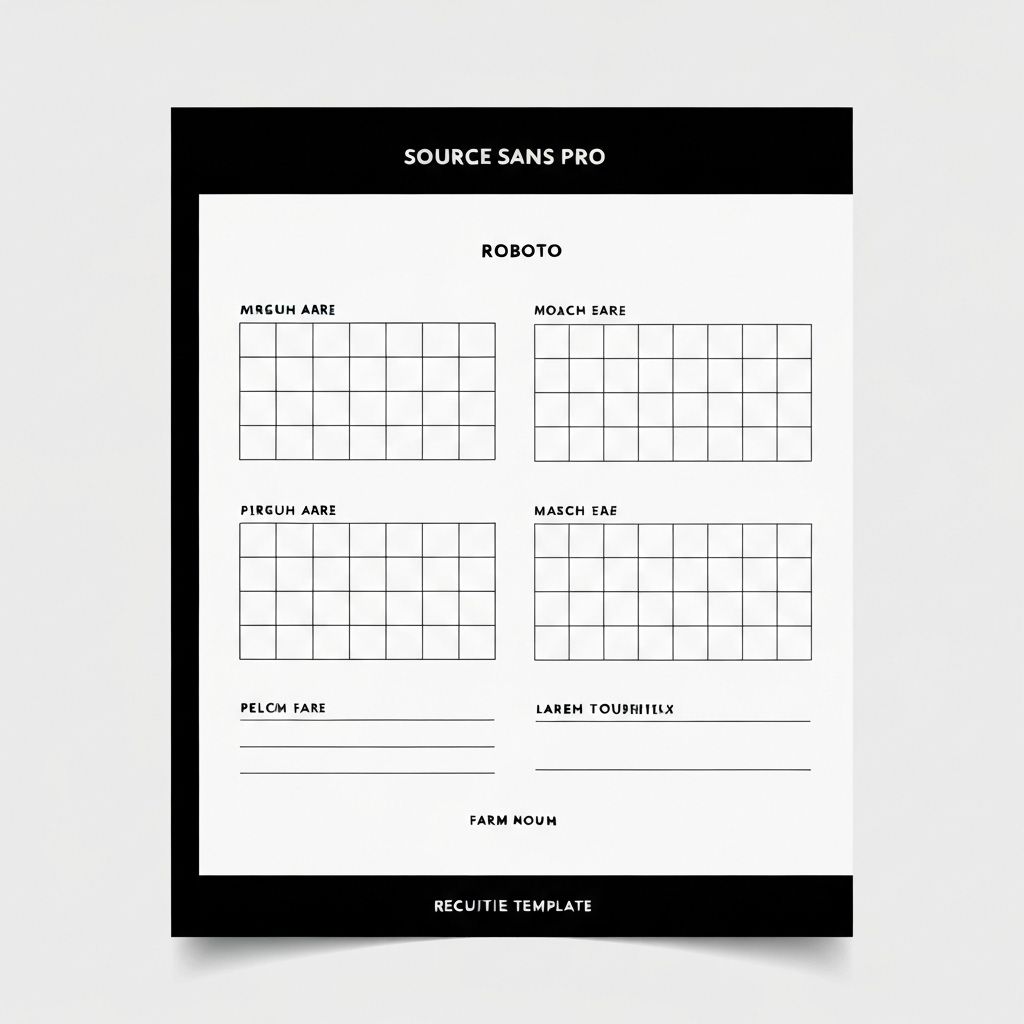 SOURCE SANS PRO
ROBOTO
MRGUH AARE
MOACH EARE
PIRGUH AARE
MASCH EAE
PELCM FARE
LAREM
FARM NOUM
RECUITIE TEMPLATE